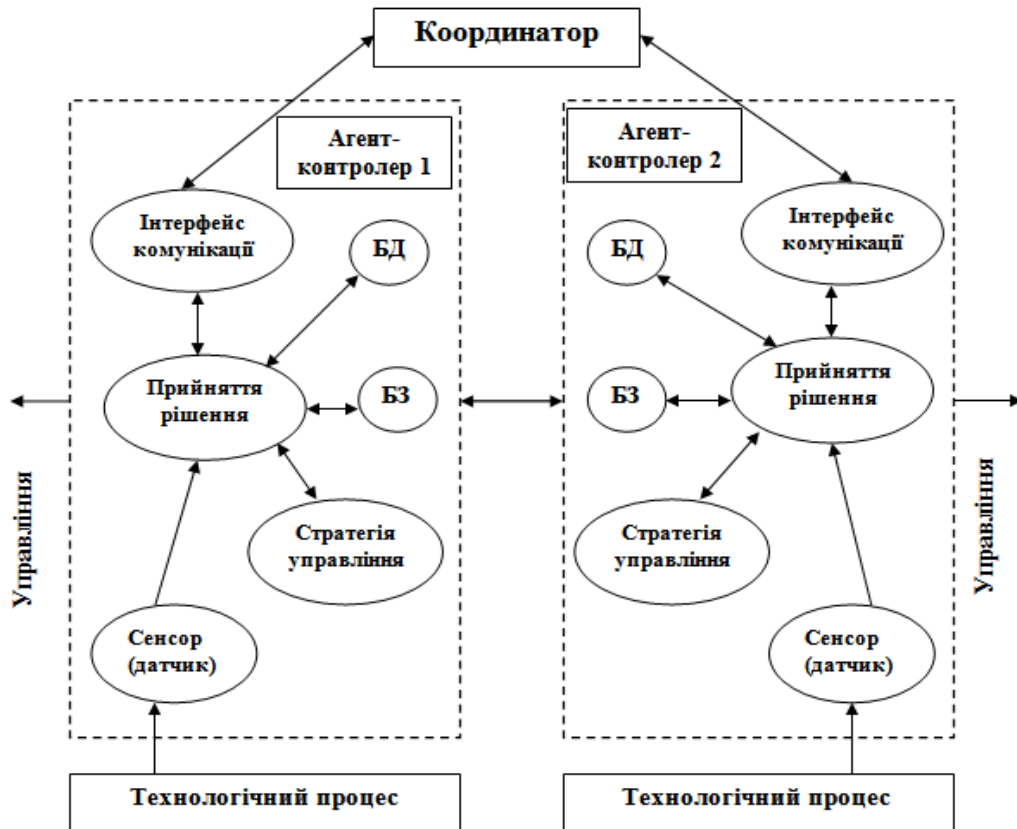 Координатор
Агент-
контролер 1
Агент-
контролер 2
Інтерфейс
комунікації
БД
Прийняття
рішення
БЗ
Стратегія
управління
Сенсор
(датчик)
Управління
Технологічний процес
Інтерфейс
комунікації
БД
Прийняття
рішення
БЗ
Стратегія
управління
Сенсор
(датчик)
Управління
Технологічний процес